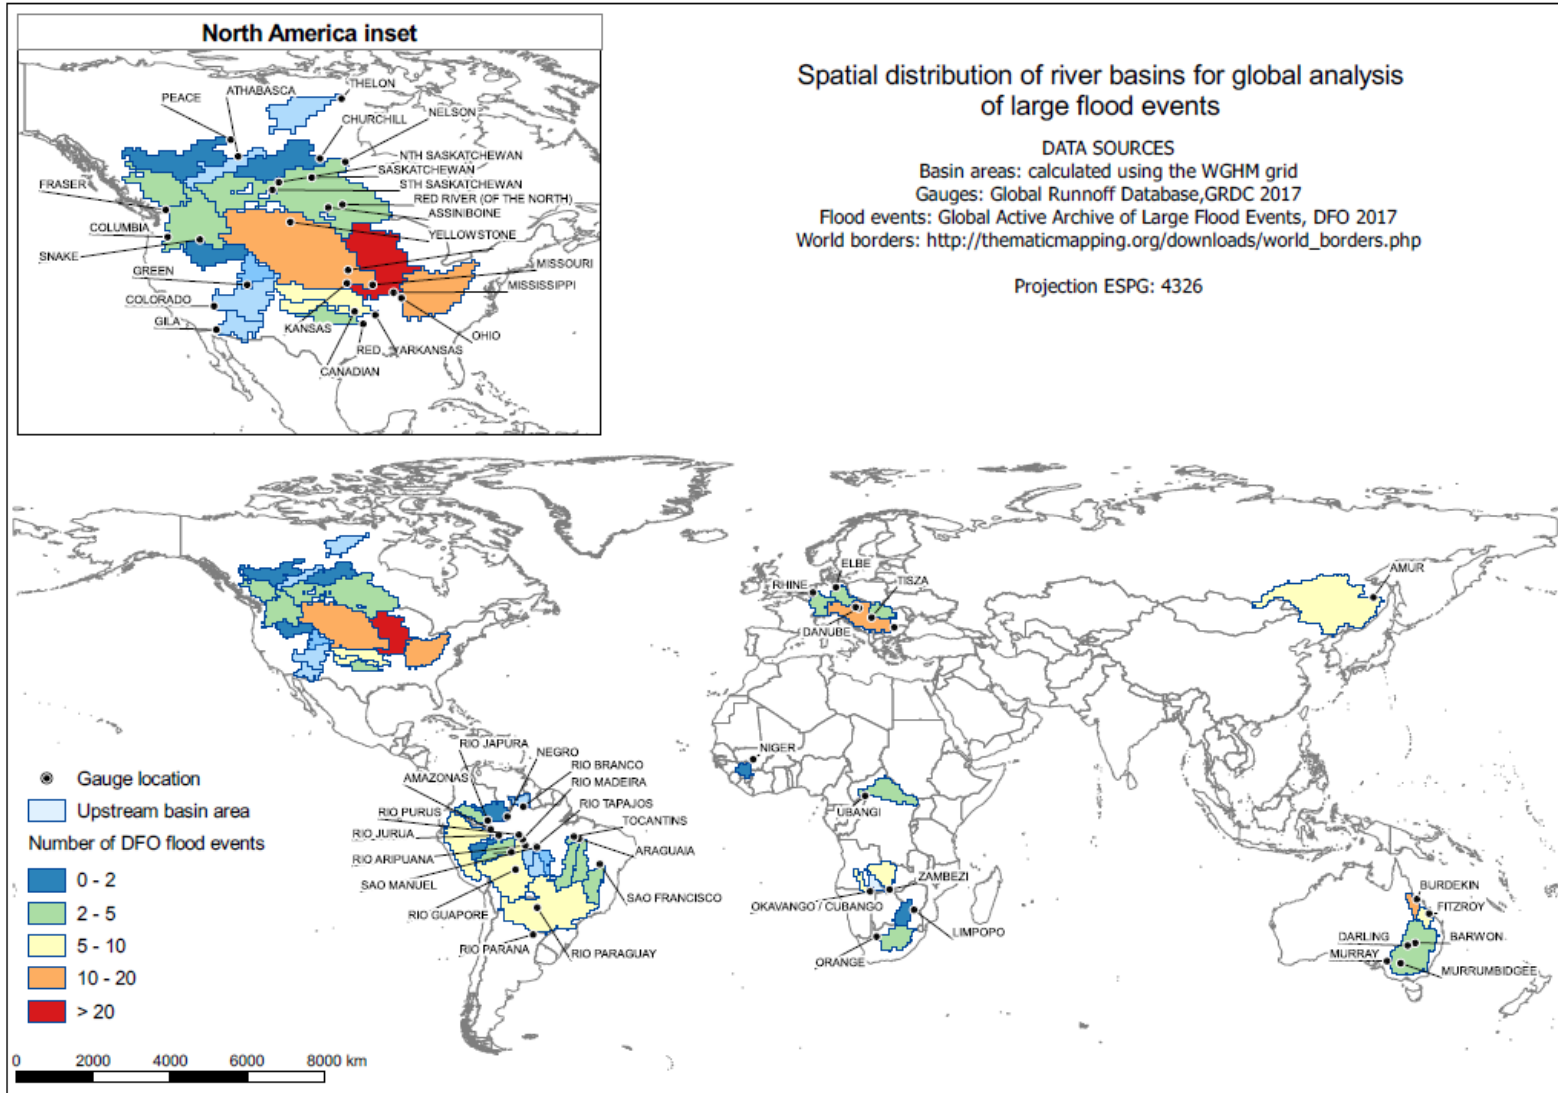 North America inset
THELON
ATHABASCA
PEACE
NELSON
CHURCHILL
NTH SASKATCHEWAN
SASKATCHEWAN
STH SASKATCHEWAN
FRASER
RED RIVER (OF THE NORTH)
ASSINIBOINE
COLUMBIA
YELLOWSTONE
SNAKE
GREEN
MISSOURI
MISSISSIPPI
COLORADO
GILA
KANSAS
OHIO
RED
ARKANSAS
CANADIAN
Spatial distribution of river basins for global analysis
of large flood events
DATA SOURCES
Basin areas: calculated using the WGHM grid
Gauges: Global Runnoff Database,GRDC 2017
Flood events: Global Active Archive of Large Flood Events, DFO 2017
World borders: http://thematicmapping.org/downloads/world_borders.php
Projection ESPG: 4326
ELBE
RHINE
TISZA
AMUR
DANUBE
RIO JAPURA
NEGRO
NIGER
RIO BRANCO
AMAZONAS
RIO MADEIRA
RIO PURUS
RIO TAPAJOS
UBANGI
TOCANTINS
RIO JURUA
ARAGUAIA
RIO ARIPUANA
SAO MANUEL
ZAMBEZI
SAO FRANCISCO
OKAVANGO / CUBANGO
BURDEKIN
FITZROY
RIO GUAPORE
LIMPOPO
DARLING
BARWON
RIO PARANA
RIO PARAGUAY
ORANGE
MURRAY
MURRUMBIDGEE
Gauge location
Upstream basin area
Number of DFO flood events
0 - 2
2 - 5
5 - 10
10 - 20
> 20
0 2000 4000 6000 8000 km